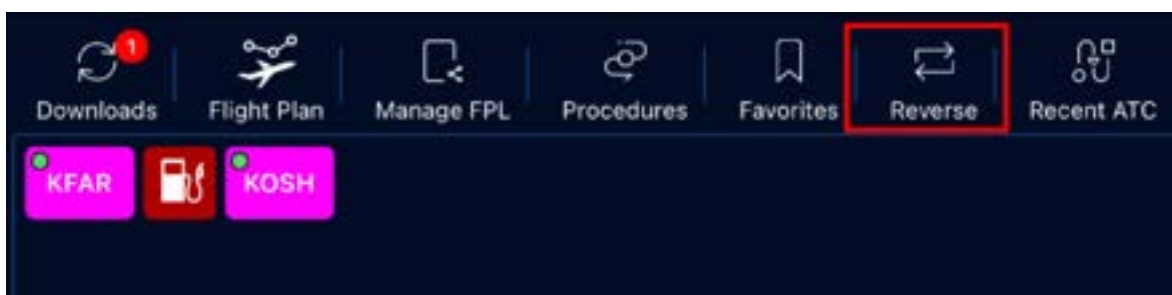 1
Downloads Flight Plan Manage FPL Procedures Favorites Reverse Recent ATC
KFAR KOSH